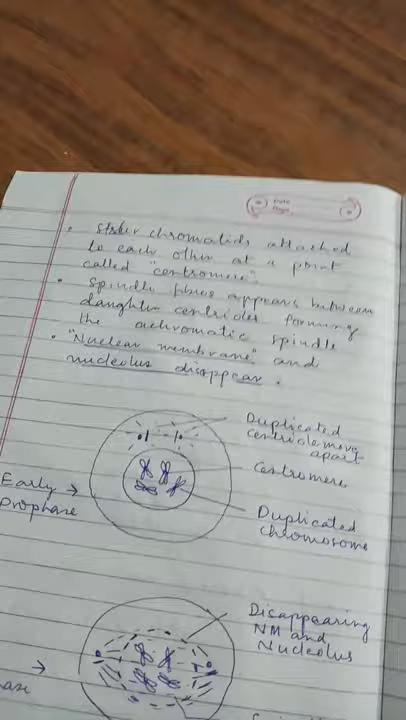 Date
Page
• Sister chromatids attached
to each other at a point
called "centromere".
• Spindle fibres appears between
daughter centrioles forming
the achromatic spindle
• "Nuclear membrane" and
nucleolus disappear.
Duplicated
centriole move
apart
Centromere
Early →
Prophase
Duplicated
chromosome
Disappearing
NM and
Nucleolus
→